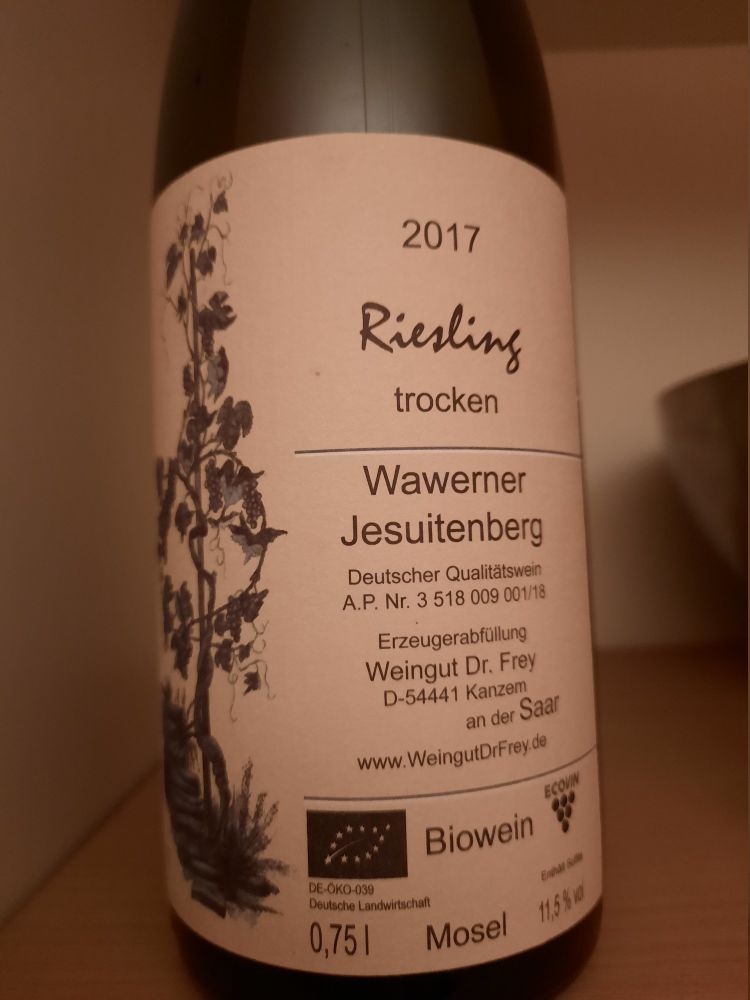 2017
Riesling
trocken
Wawerner
Jesuitenberg
Deutscher Qualitätswein
A.P. Nr. 3 518 009 001/18
Erzeugerabfüllung
Weingut Dr. Frey
D-54441 Kanzem
an der Saar
www.WeingutDrFrey.de
ECOVIN
Biowein
DE-ÖKO-039
Deutsche Landwirtschaft
Enthält Sulfite
0,75 l
Mosel
11,5 % vol